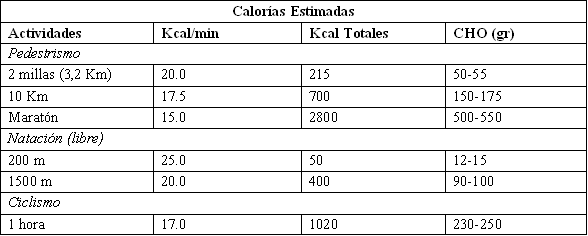 Calorías Estimadas
Actividades Kcal/min Kcal Totales CHO (gr)
Pedestrismo
2 millas (3,2 Km) 20.0 215 50-55
10 Km 17.5 700 150-175
Maratón 15.0 2800 500-550
Natación (libre)
200 m 25.0 50 12-15
1500 m 20.0 400 90-100
Ciclismo
1 hora 17.0 1020 230-250